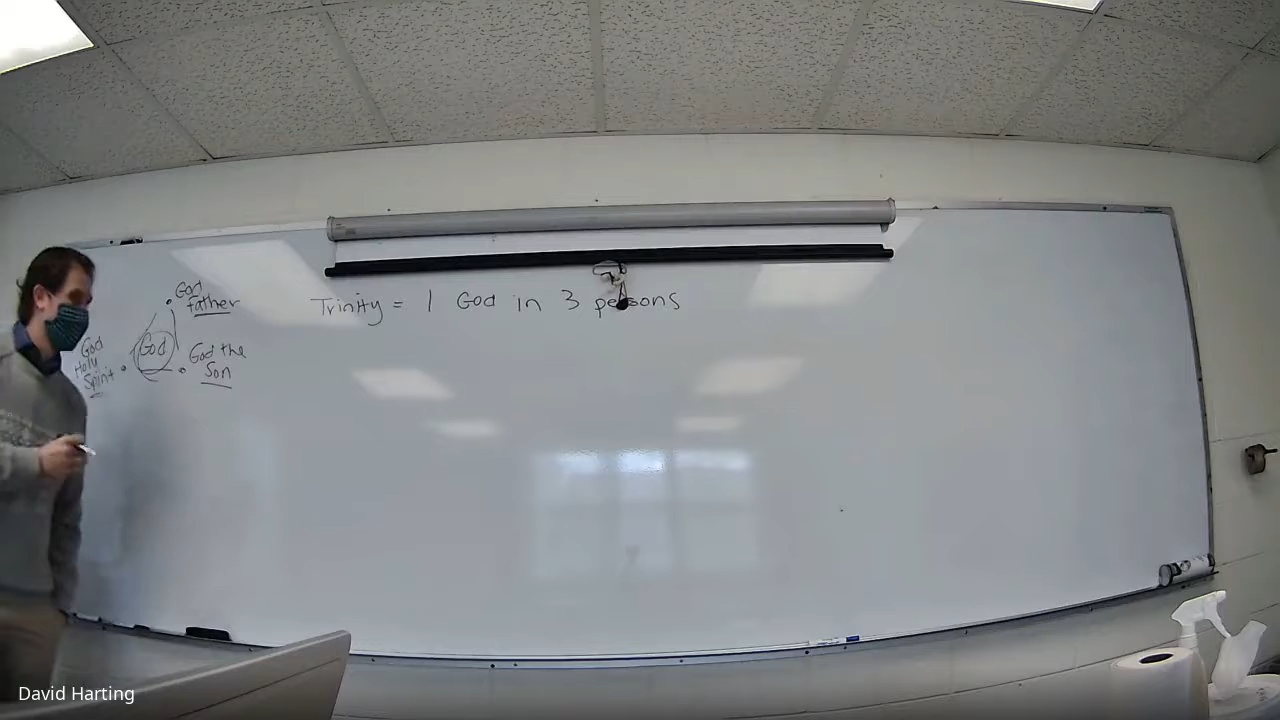 God
father
Trinity = 1 God in 3 persons
God
Holy
Spirit
God
God the
Son
David Harting